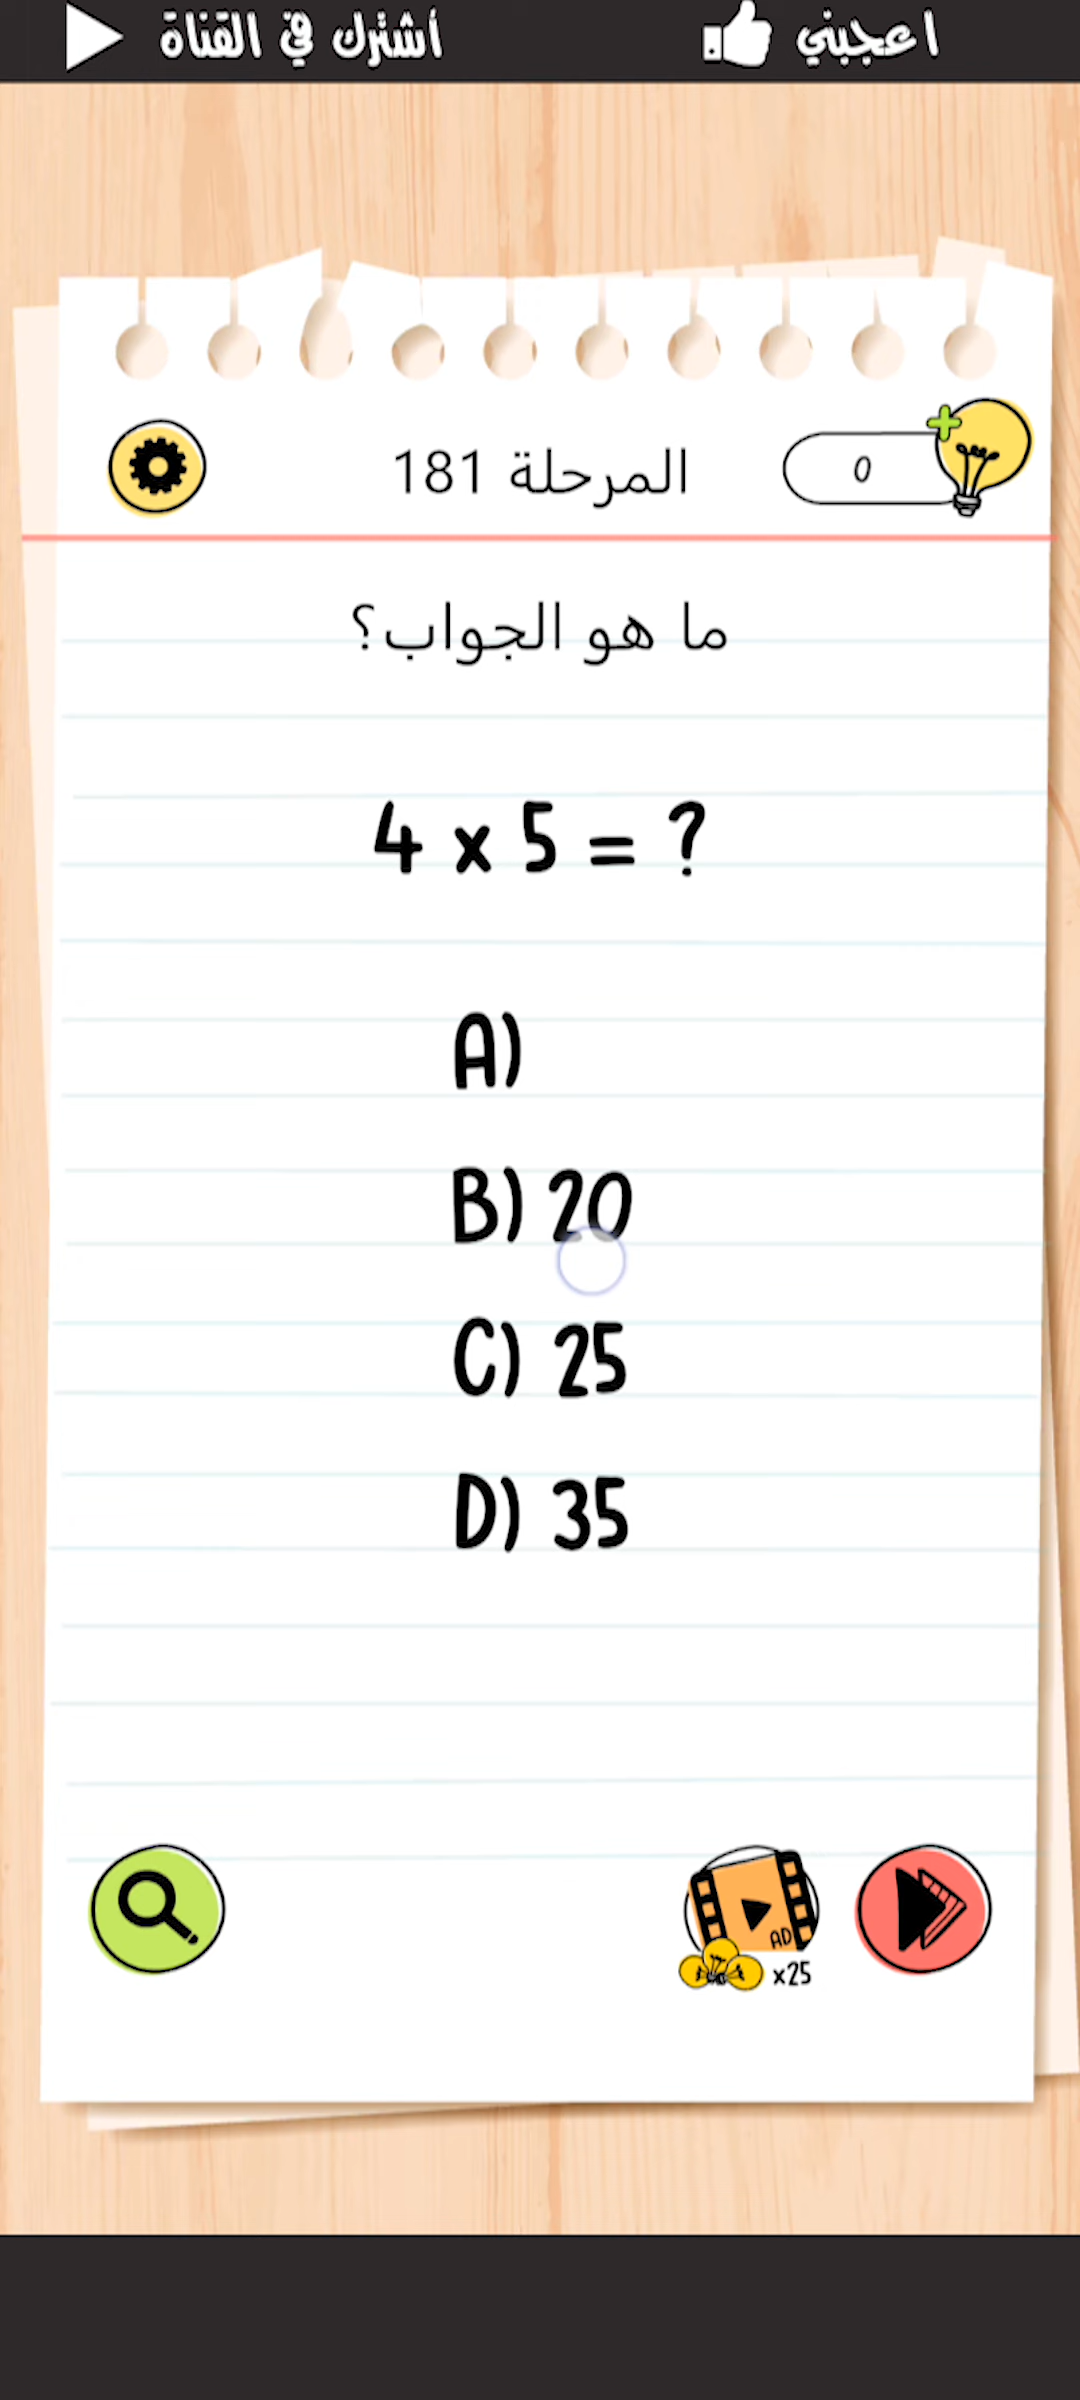 أشترك في القناة
اعجبني
المرحلة 181
0
ما هو الجواب؟
4 x 5 = ?
A)
B) 20
C) 25
D) 35
AD
x25